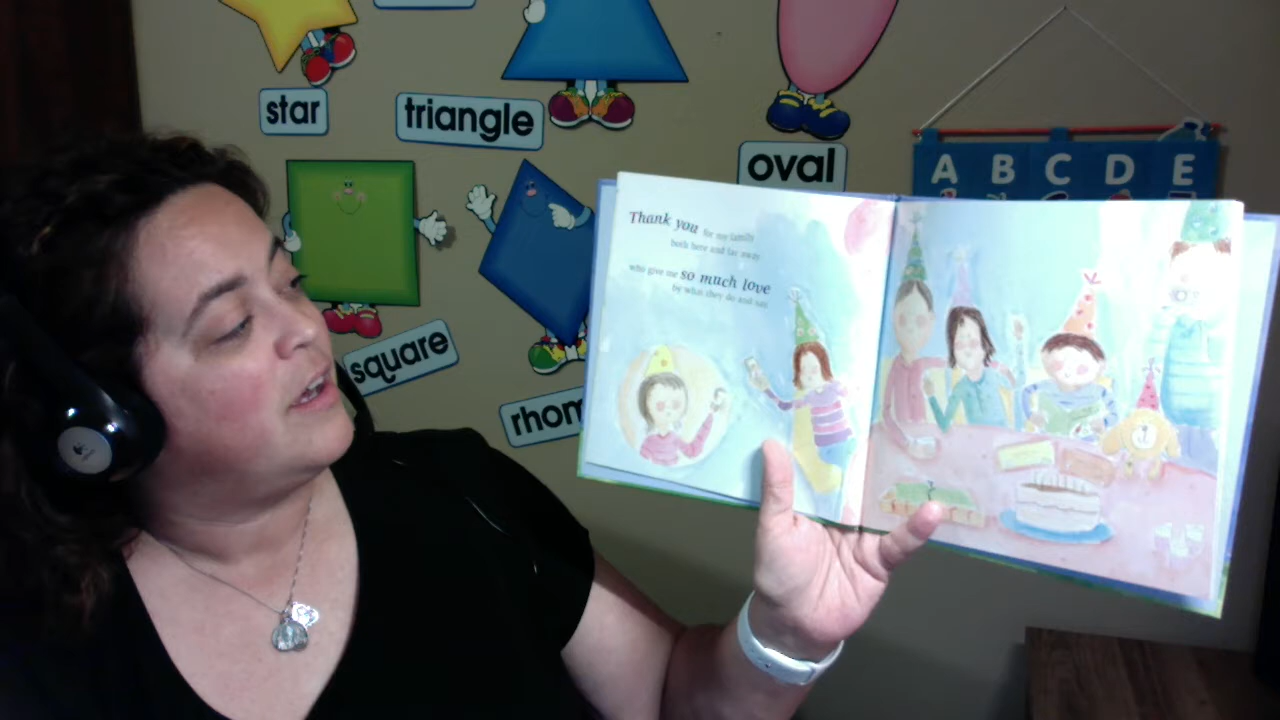 star
triangle
oval
A B C D E
square
rhom
Thank you for my family
both here and far away
who give me so much love
by what they do and say.